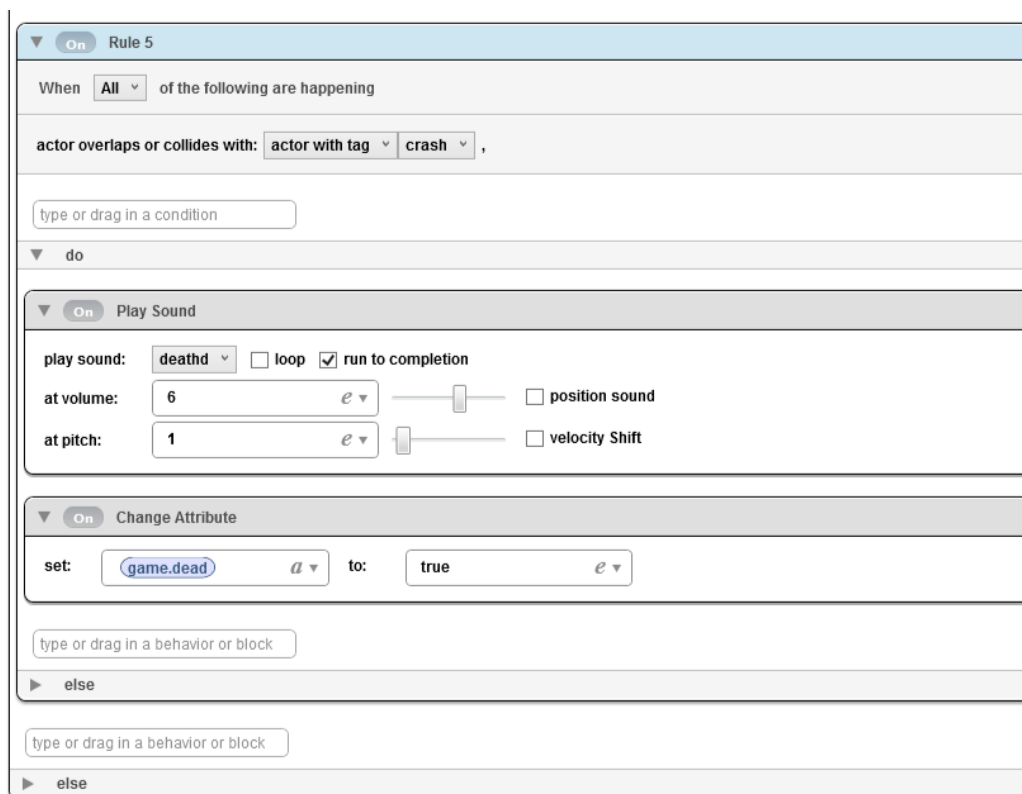 On Rule 5
When All of the following are happening
actor overlaps or collides with: actor with tag crash ,
type or drag in a condition
do
On Play Sound
play sound: deathd loop run to completion
at volume: 6 e position sound
at pitch: 1 e velocity Shift
On Change Attribute
set: game.dead a to: true e
type or drag in a behavior or block
else
type or drag in a behavior or block
else